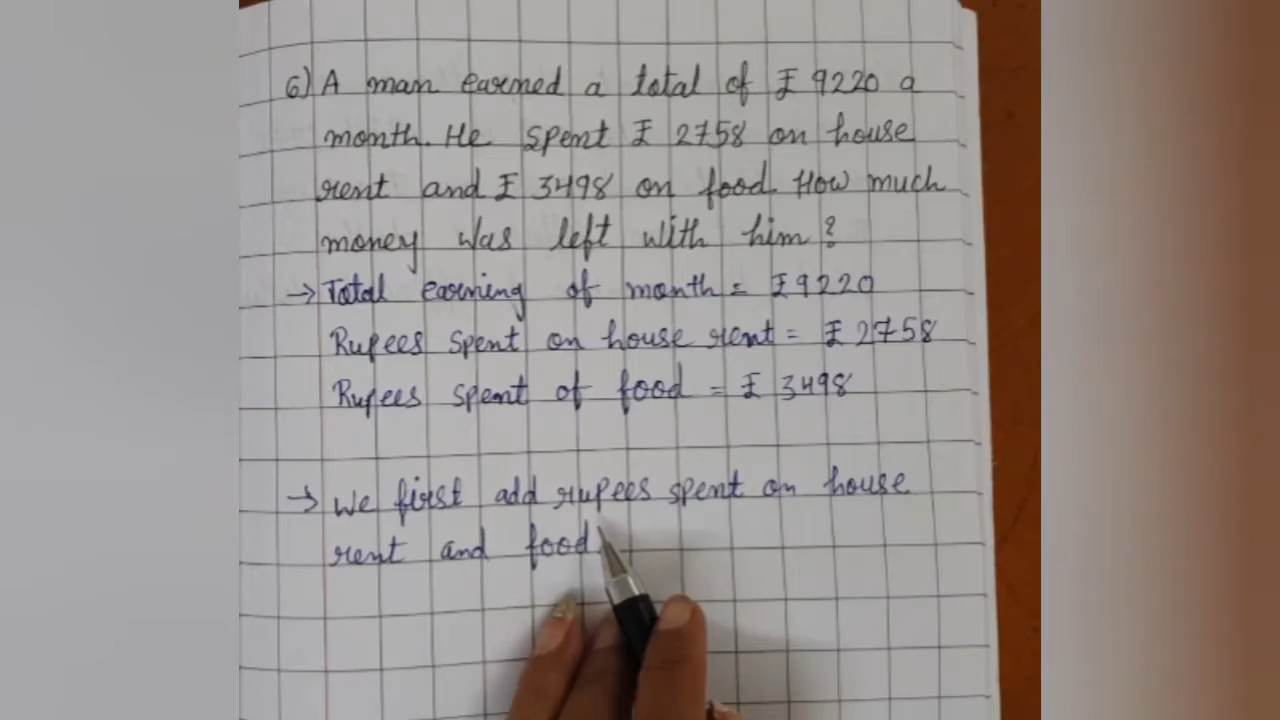 6) A man earned a total of ₹ 9220 a
month. He spent ₹ 2758 on house
rent and ₹ 3498 on food. How much
money was left with him ?
→ Total earning of month = ₹9220
Rupees spent on house rent = ₹ 2758
Rupees spent of food = ₹ 3498
→ We first add rupees spent on house
rent and food